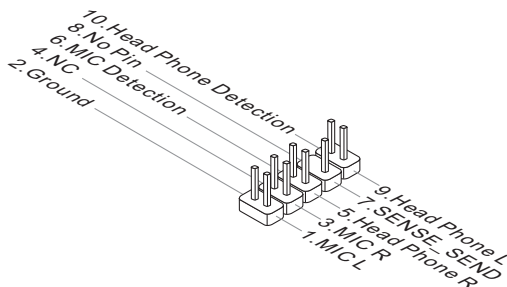 10.Head Phone Detection
8.No Pin
6.MIC Detection
4.NC
2.Ground
9.Head Phone L
7.SENSE_SEND
5.Head Phone R
3.MIC R
1.MIC L